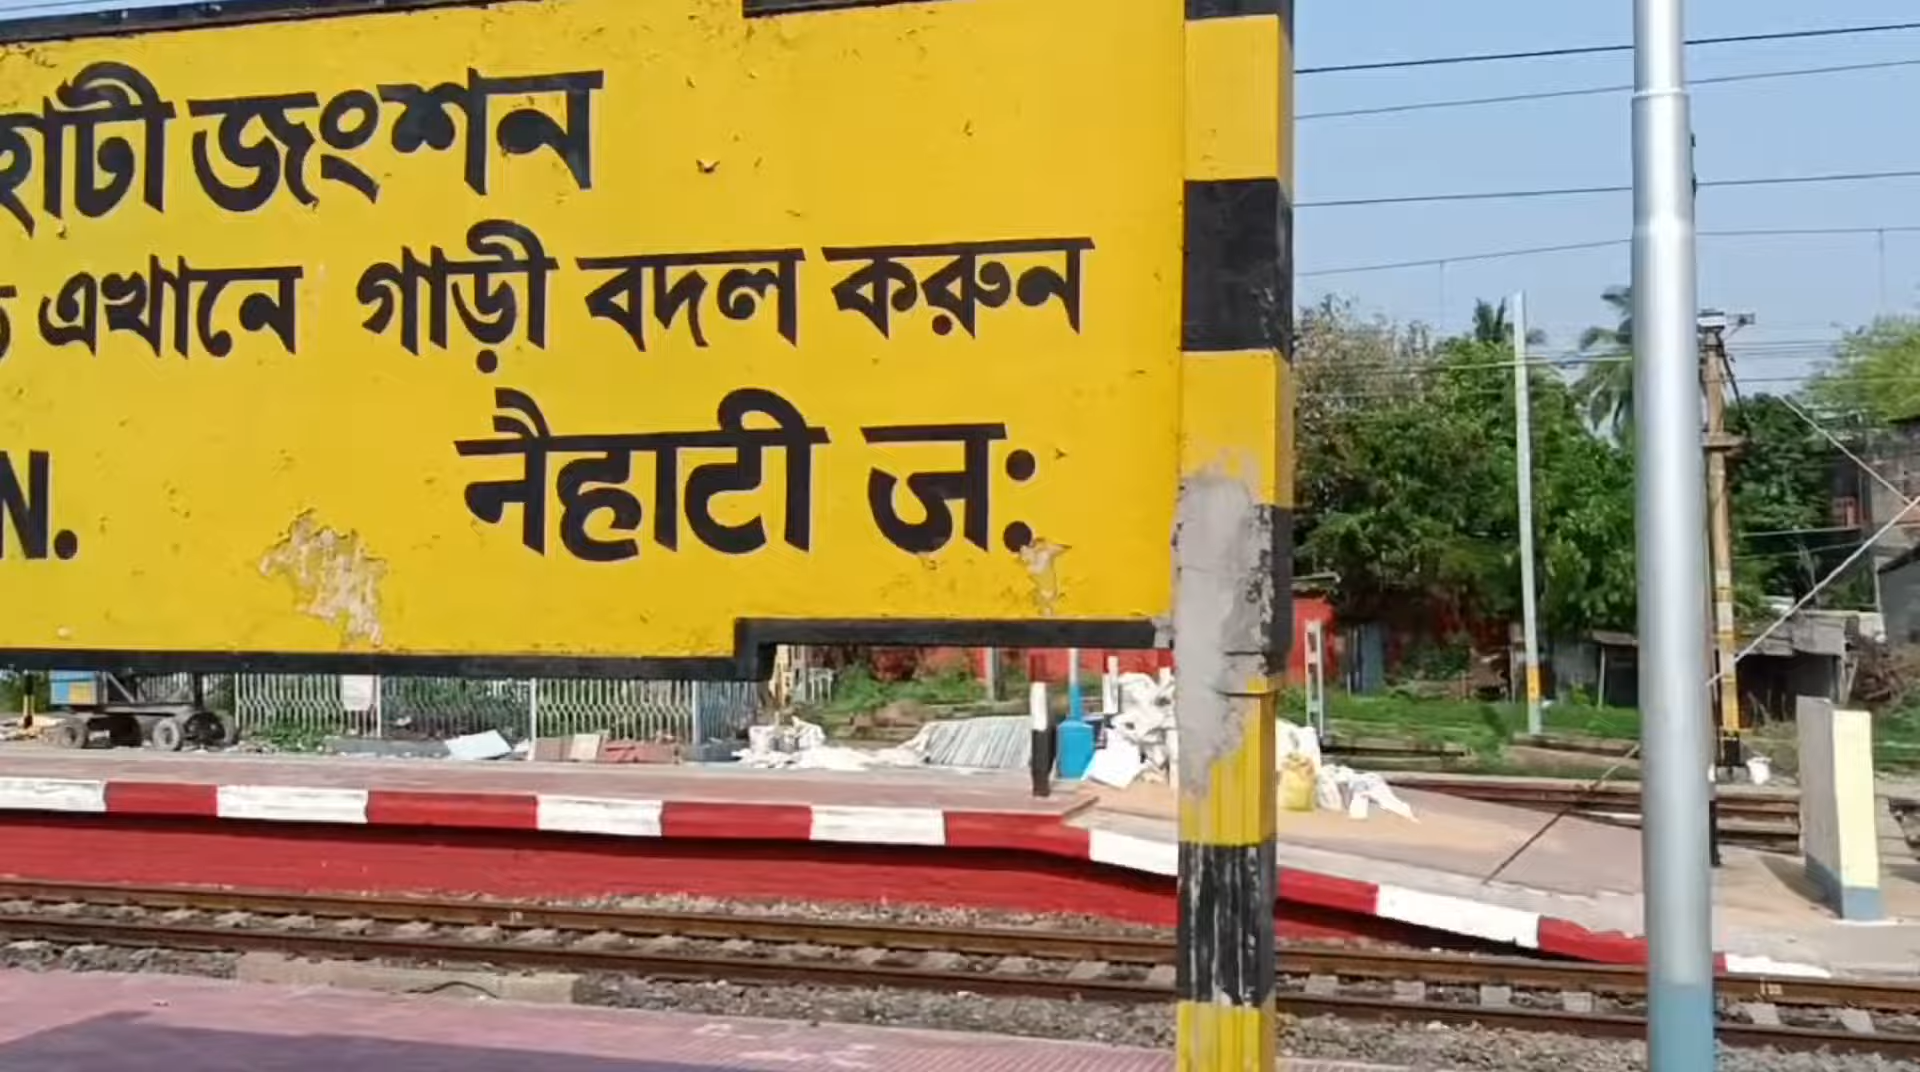 হাটী জংশন
এখানে গাড়ী বদল করুন
N. नैहाटी ज: